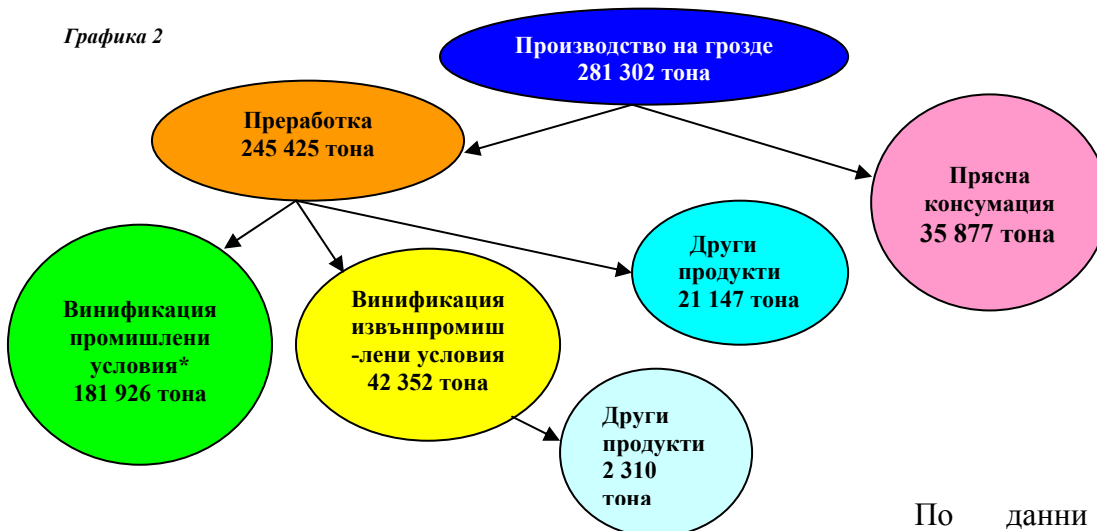 Графика 2
Производство на грозде
281 302 тона
Преработка
245 425 тона
Прясна
консумация
35 877 тона
Други
продукти
21 147 тона
Винификация
промишлени
условия*
181 926 тона
Винификация
извънпромиш
-лени условия
42 352 тона
Други
продукти
2 310
тона
По данни